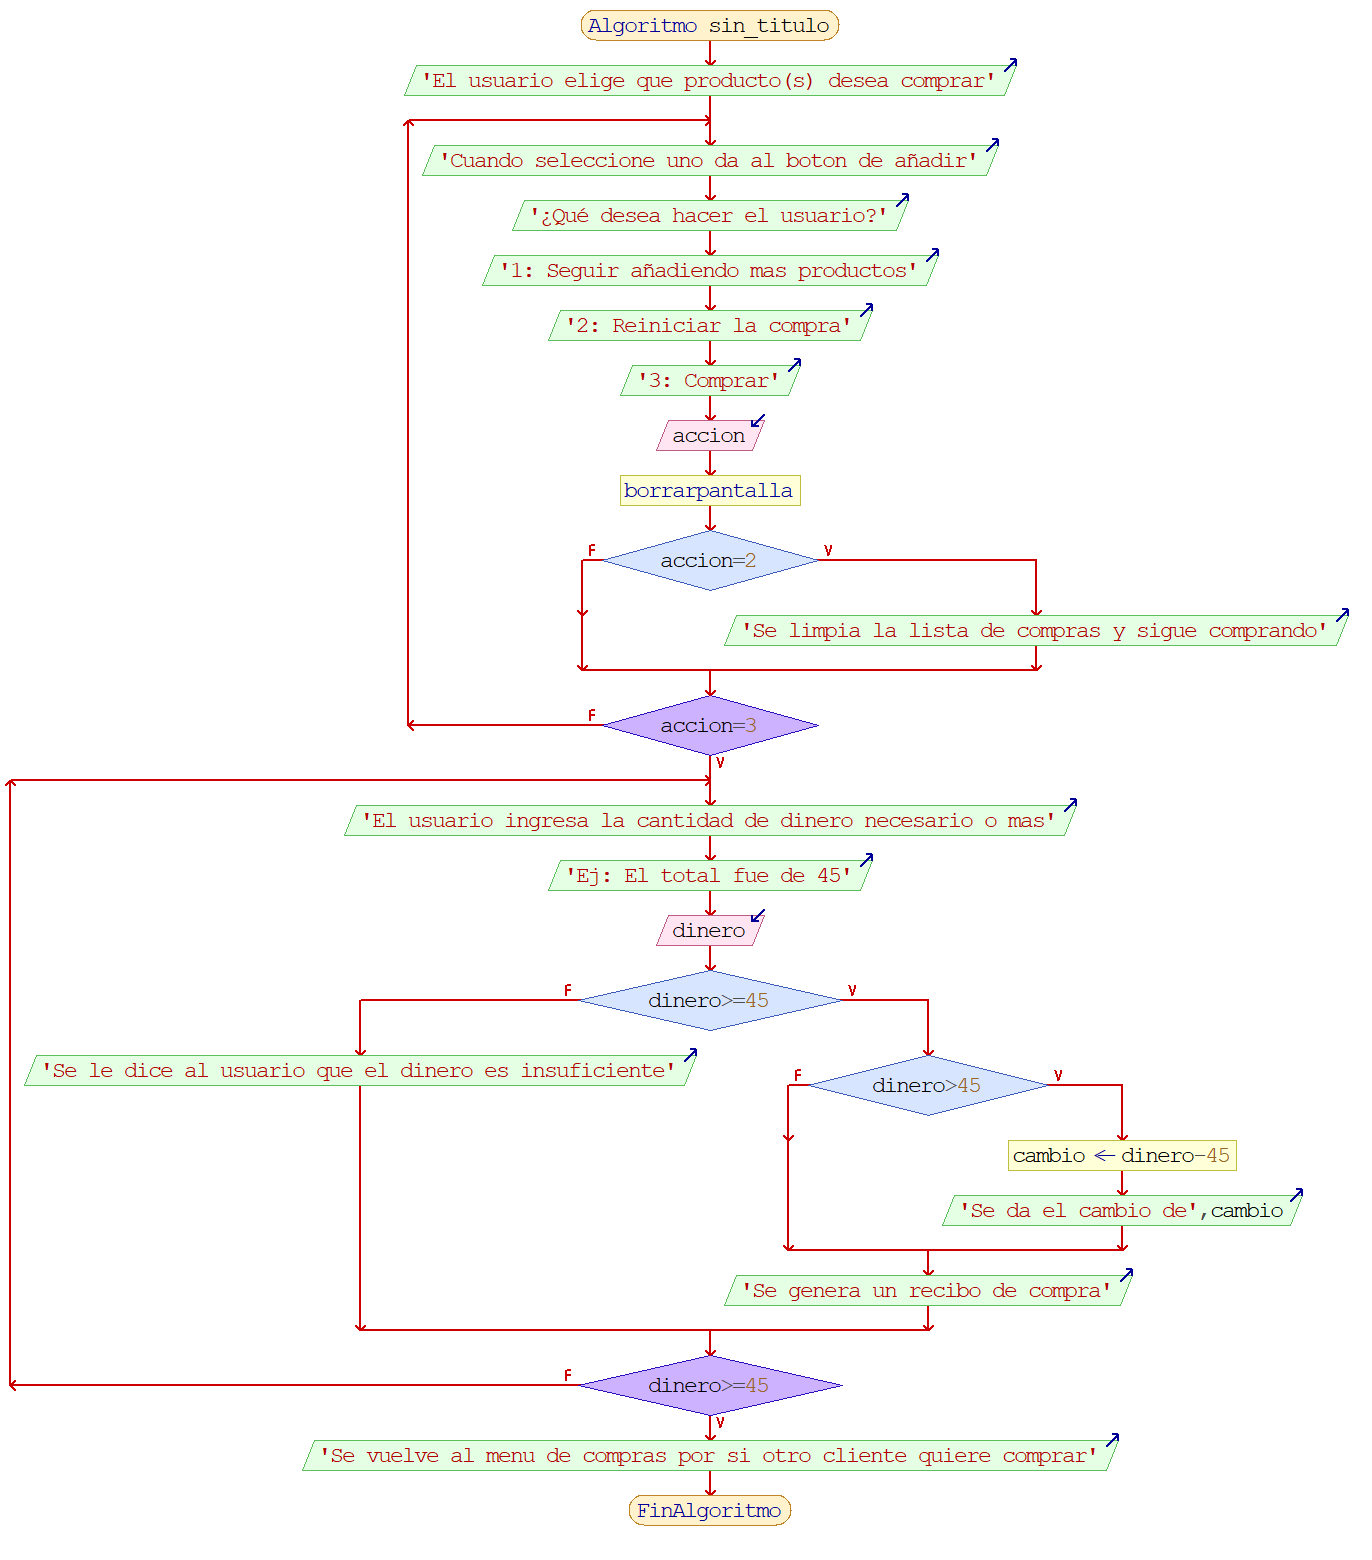 Algoritmo sin_titulo
'El usuario elige que producto(s) desea comprar'
'Cuando seleccione uno da al boton de añadir'
'¿Qué desea hacer el usuario?'
'1: Seguir añadiendo mas productos'
'2: Reiniciar la compra'
'3: Comprar'
accion
borrarpantalla
F
V
accion=2
'Se limpia la lista de compras y sigue comprando'
F
accion=3
V
'El usuario ingresa la cantidad de dinero necesario o mas'
'Ej: El total fue de 45'
dinero
F
V
dinero>=45
'Se le dice al usuario que el dinero es insuficiente'
F
V
dinero>45
cambio ← dinero-45
'Se da el cambio de',cambio
'Se genera un recibo de compra'
F
dinero>=45
V
'Se vuelve al menu de compras por si otro cliente quiere comprar'
FinAlgoritmo